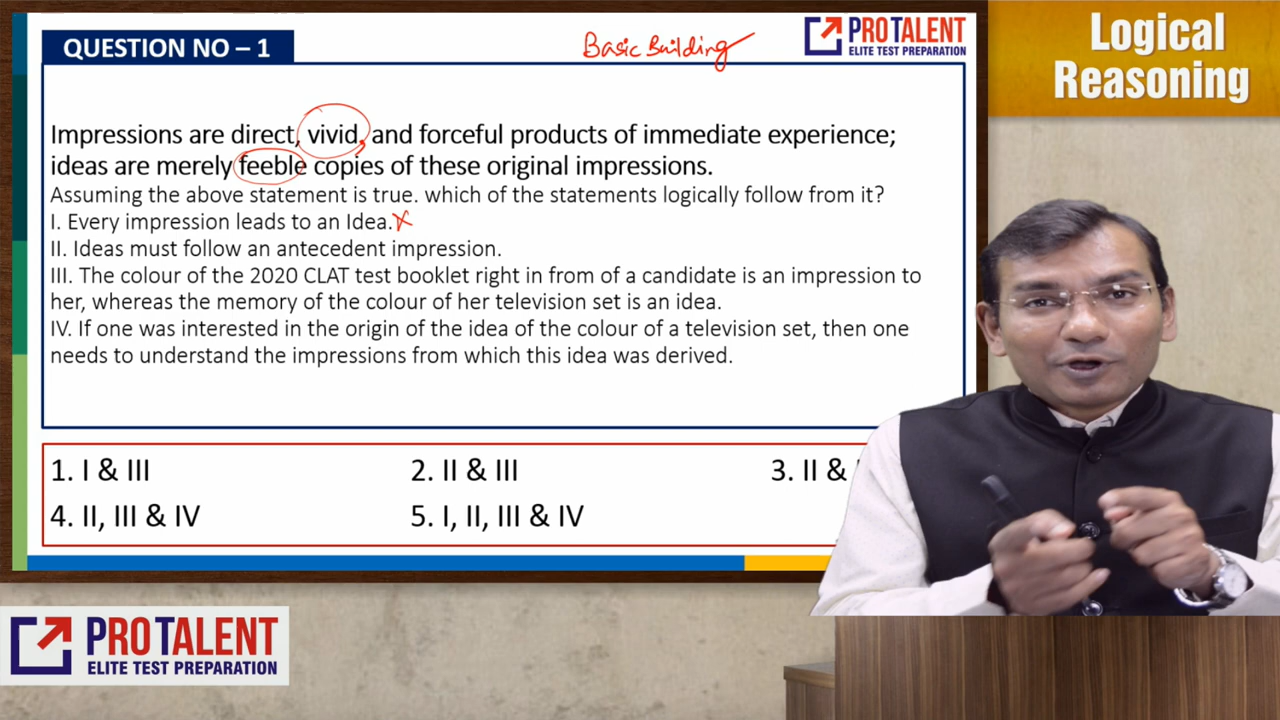 QUESTION NO – 1
Basic Building
PRO TALENT
ELITE TEST PREPARATION
Logical
Reasoning
Impressions are direct, vivid, and forceful products of immediate experience;
ideas are merely feeble copies of these original impressions.
Assuming the above statement is true. which of the statements logically follow from it?
I. Every impression leads to an Idea.
II. Ideas must follow an antecedent impression.
III. The colour of the 2020 CLAT test booklet right in from of a candidate is an impression to
her, whereas the memory of the colour of her television set is an idea.
IV. If one was interested in the origin of the idea of the colour of a television set, then one
needs to understand the impressions from which this idea was derived.
1. I & III
2. II & III
3. II &
4. II, III & IV
5. I, II, III & IV
PRO TALENT
ELITE TEST PREPARATION